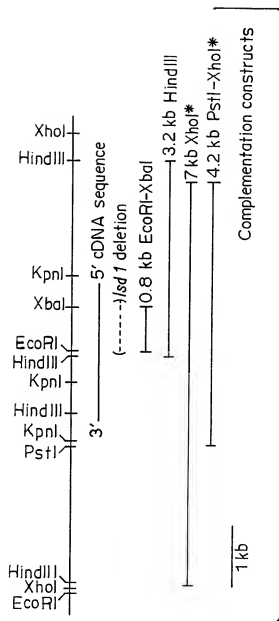 XhoI
HindIII
KpnI
XbaI
EcoRI
HindIII
KpnI
HindIII
KpnI
PstI
HindIII
XhoI
EcoRI
3' 5' cDNA sequence
lsd 1 deletion
0.8 kb EcoRI-XbaI
3.2 kb HindIII
7 kb XhoI*
4.2 kb PstI-XhoI*
Complementation constructs
1 kb